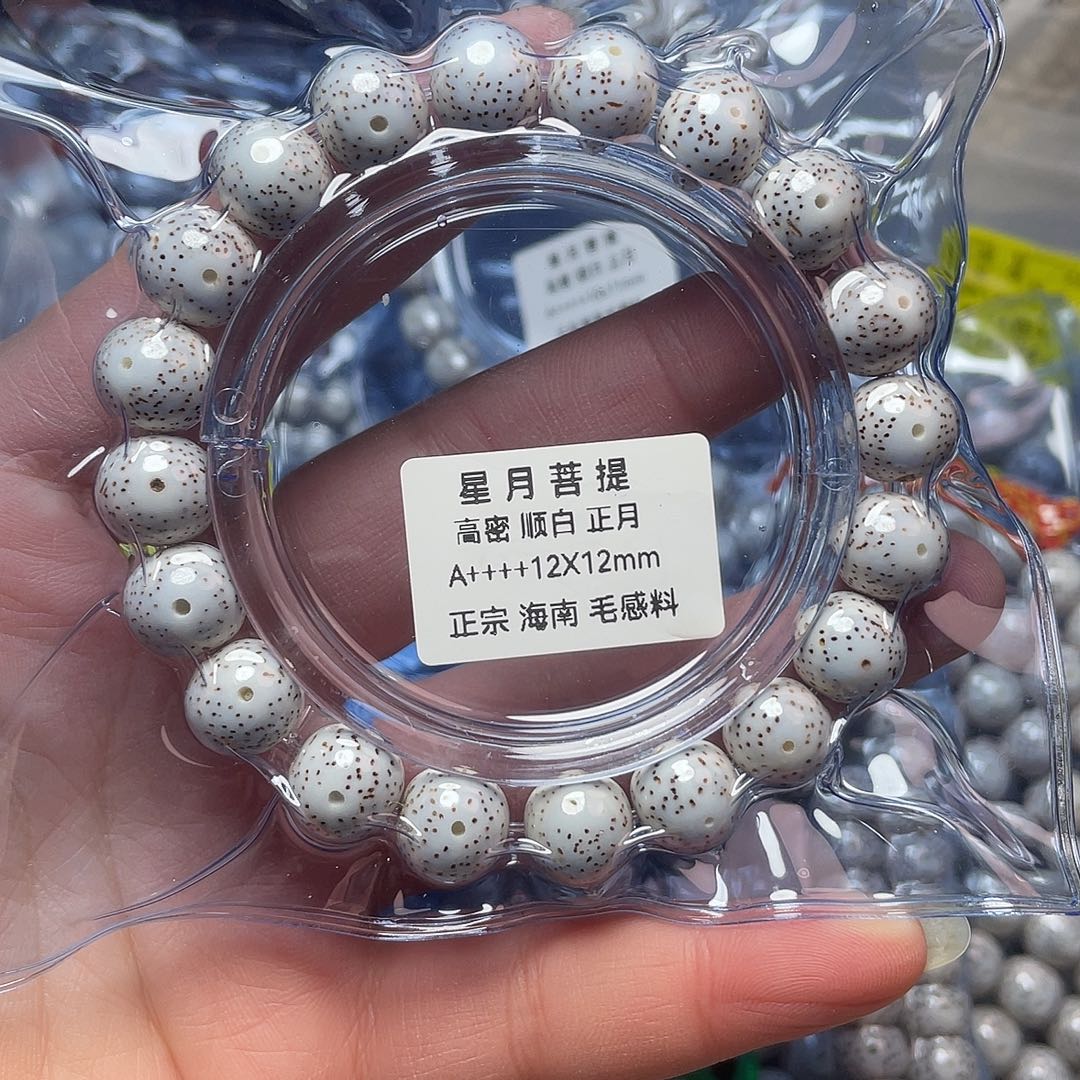 星月菩提
高密 顺白 正月
A++++12X12mm
正宗 海南 毛感料